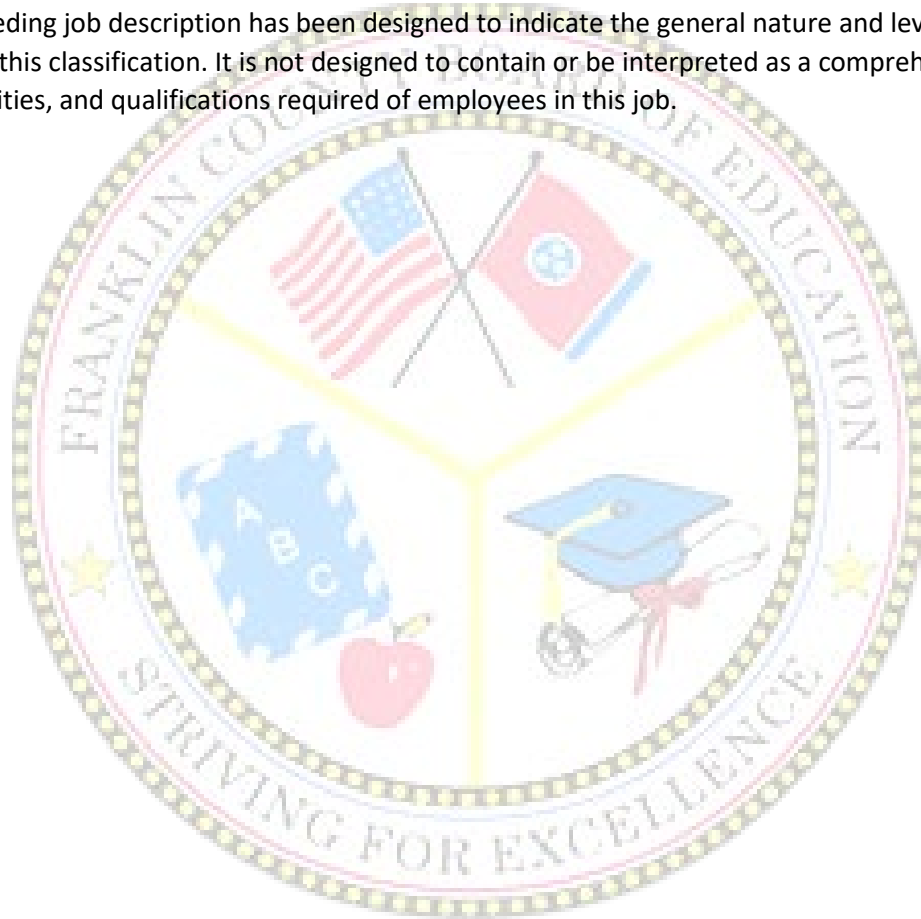 eding job description has been designed to indicate the general nature and lev
this classification. It is not designed to contain or be interpreted as a compreh
ities, and qualifications required of employees in this job.
FRANKLIN COUNTY BOARD OF EDUCATION
A
B
C
STRIVING FOR EXCELLENCE